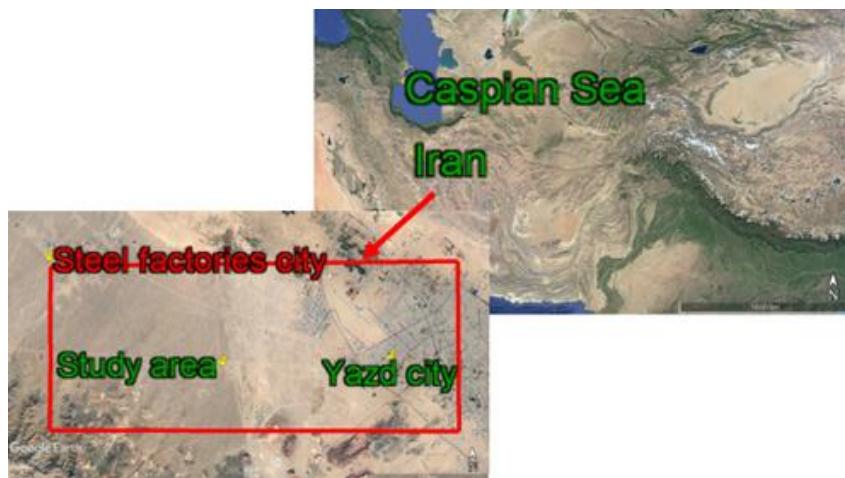 Caspian Sea
Iran
Steel factories city
Study area
Yazd city
Google Earth
N